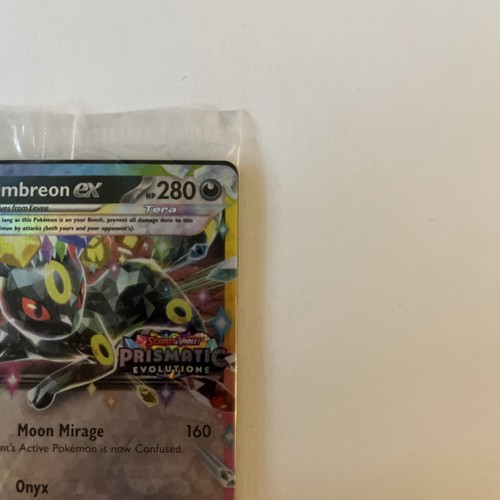 mbreon ex HP 280
ves from Eevee Tera
long as this Pokémon is on your Bench, prevent all damage done to this
kémon by attacks (both yours and your opponent's).
SCARLET & VIOLET
PRISMATIC
EVOLUTIONS
Moon Mirage 160
nt's Active Pokémon is now Confused.
Onyx